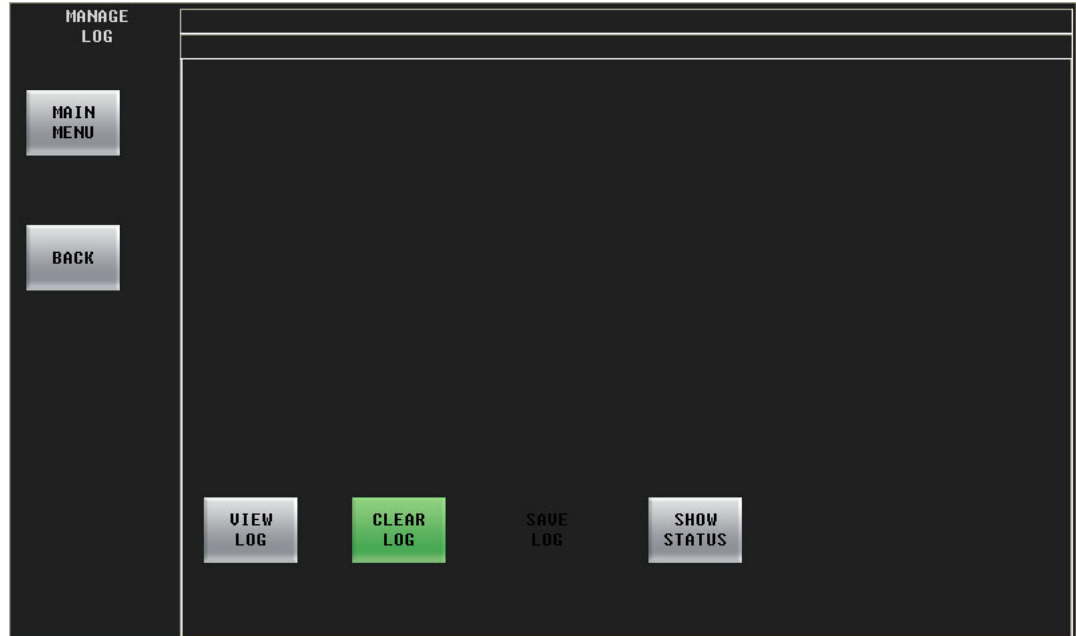 MANAGE
LOG
MAIN
MENU
BACK
VIEW
LOG
CLEAR
LOG
SAVE
LOG
SHOW
STATUS